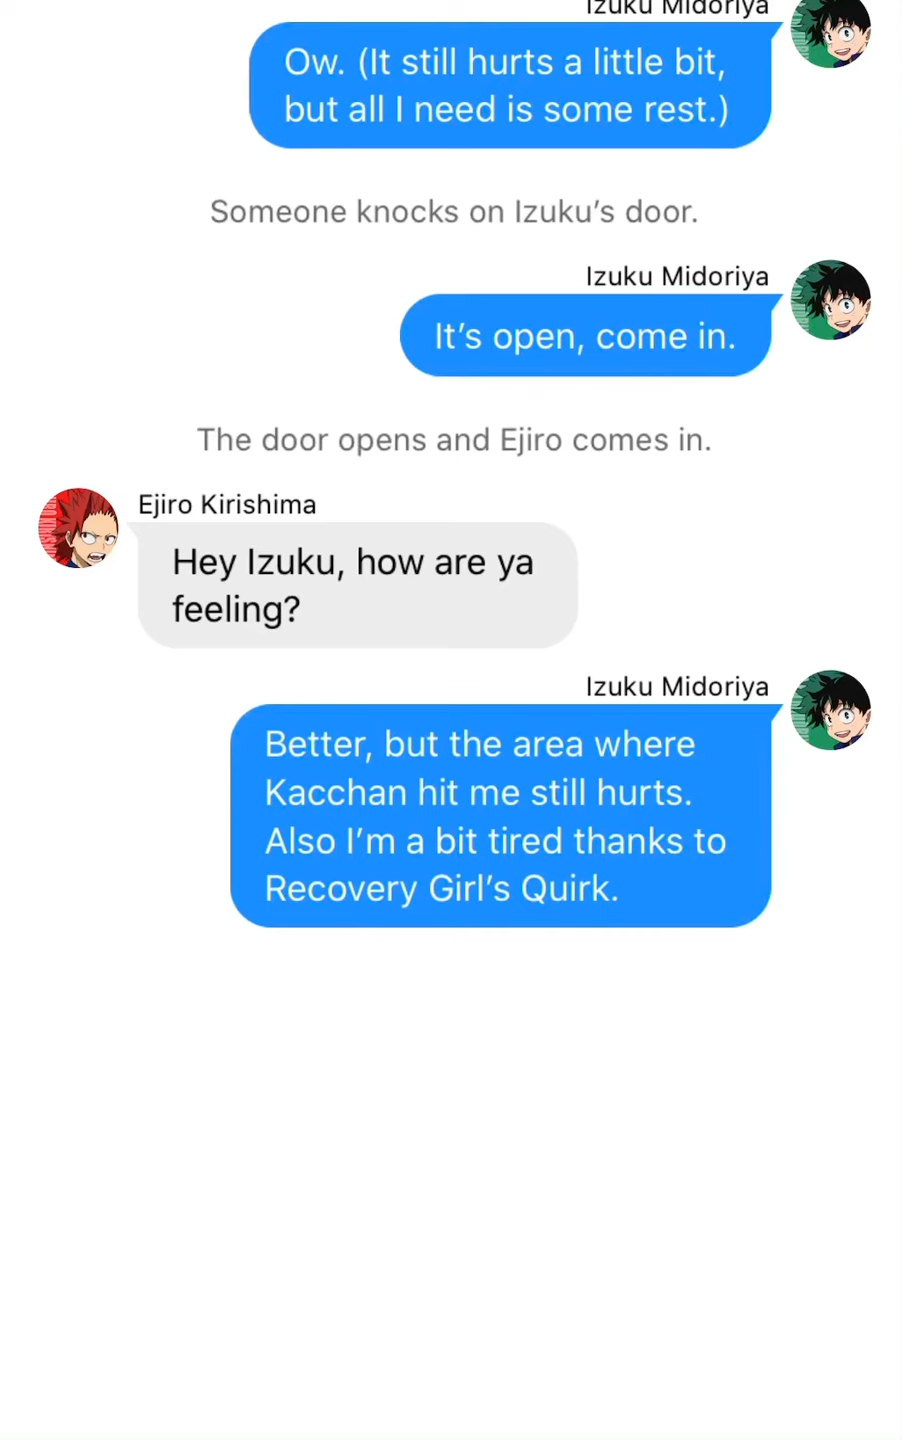 Izuku Midoriya
Ow. (It still hurts a little bit,
but all I need is some rest.)
Someone knocks on Izuku’s door.
Izuku Midoriya
It’s open, come in.
The door opens and Ejiro comes in.
Ejiro Kirishima
Hey Izuku, how are ya
feeling?
Izuku Midoriya
Better, but the area where
Kacchan hit me still hurts.
Also I’m a bit tired thanks to
Recovery Girl’s Quirk.